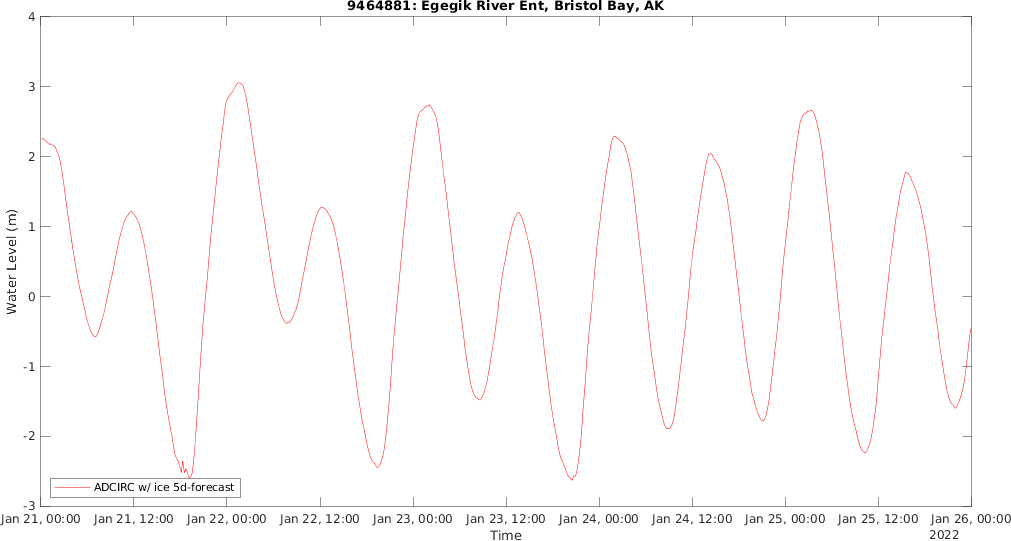 9464881: Egegik River Ent, Bristol Bay, AK
4
3
2
1
0
-1
-2
-3
Water Level (m)
ADCIRC w/ ice 5d-forecast
Jan 21, 00:00 Jan 21, 12:00 Jan 22, 00:00 Jan 22, 12:00 Jan 23, 00:00 Jan 23, 12:00 Jan 24, 00:00 Jan 24, 12:00 Jan 25, 00:00 Jan 25, 12:00 Jan 26, 00:00
Time
2022